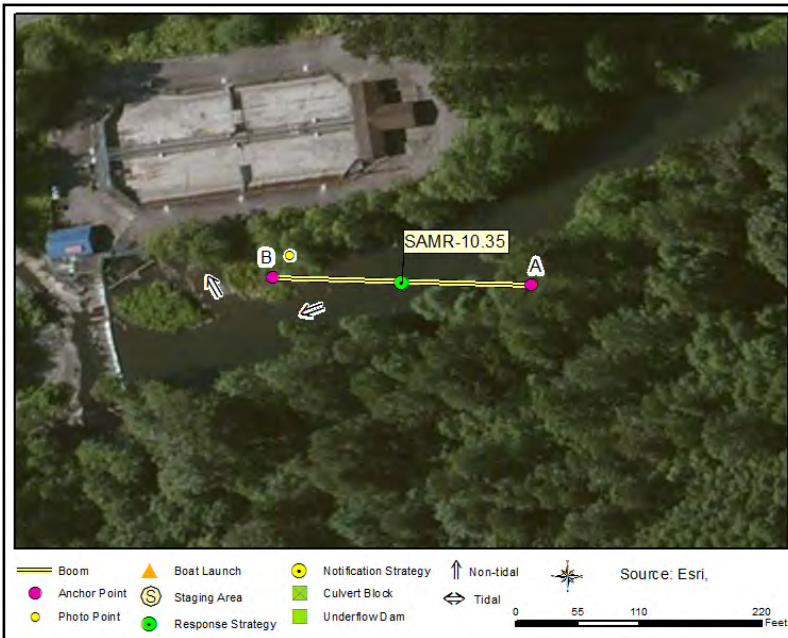 SAMR-10.35
B
A
Boom
Boat Launch
Notification Strategy
Non-tidal
Source: Esri,
Anchor Point
S
Staging Area
Culvert Block
Tidal
Photo Point
Response Strategy
Underflow Dam
0 55 110 220
Feet